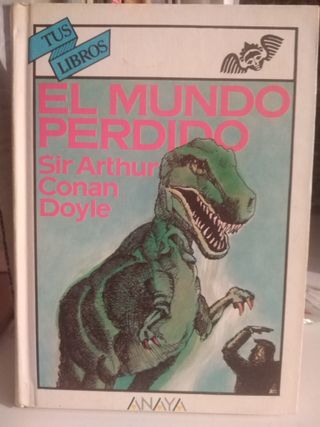 TUS
LIBROS
EL MUNDO
PERDIDO
Sir Arthur
Conan
Doyle
ANAYA